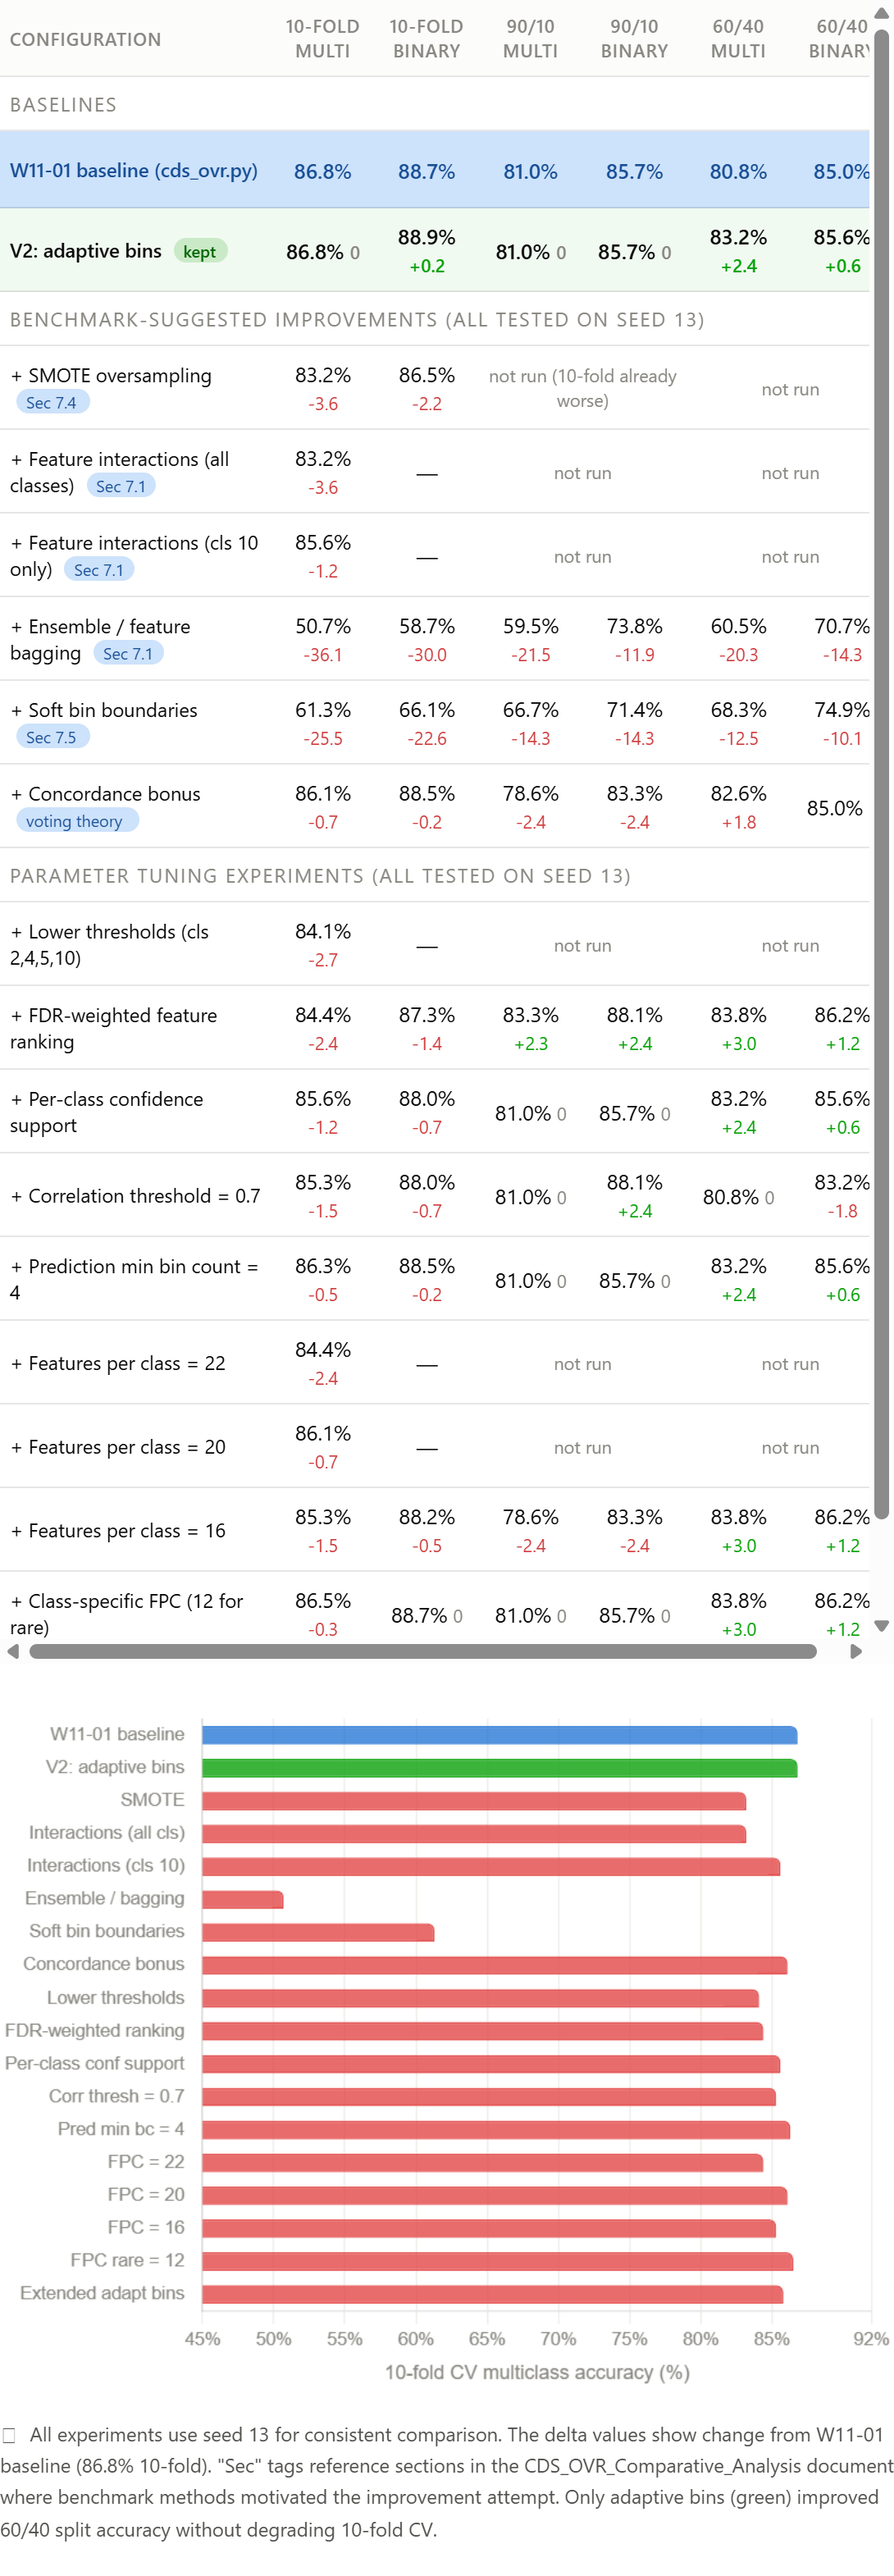 CONFIGURATION
10-FOLD MULTI
10-FOLD BINARY
90/10 MULTI
90/10 BINARY
60/40 MULTI
60/40 BINARY
BASELINES
W11-01 baseline (cds_ovr.py) 86.8% 88.7% 81.0% 85.7% 80.8% 85.0%
V2: adaptive bins kept 86.8% 0 88.9% 81.0% 0 85.7% 0 83.2% 85.6%
+0.2 +2.4 +0.6
BENCHMARK-SUGGESTED IMPROVEMENTS (ALL TESTED ON SEED 13)
+ SMOTE oversampling 83.2% 86.5% not run (10-fold already
Sec 7.4 -3.6 -2.2 worse) not run
+ Feature interactions (all 83.2% — not run not run
classes) Sec 7.1 -3.6
+ Feature interactions (cls 10 85.6% — not run not run
only) Sec 7.1 -1.2
+ Ensemble / feature 50.7% 58.7% 59.5% 73.8% 60.5% 70.7%
bagging Sec 7.1 -36.1 -30.0 -21.5 -11.9 -20.3 -14.3
+ Soft bin boundaries 61.3% 66.1% 66.7% 71.4% 68.3% 74.9%
Sec 7.5 -25.5 -22.6 -14.3 -14.3 -12.5 -10.1
+ Concordance bonus 86.1% 88.5% 78.6% 83.3% 82.6% 85.0%
voting theory -0.7 -0.2 -2.4 -2.4 +1.8
PARAMETER TUNING EXPERIMENTS (ALL TESTED ON SEED 13)
+ Lower thresholds (cls 84.1% — not run not run
2,4,5,10) -2.7
+ FDR-weighted feature 84.4% 87.3% 83.3% 88.1% 83.8% 86.2%
ranking -2.4 -1.4 +2.3 +2.4 +3.0 +1.2
+ Per-class confidence 85.6% 88.0% 81.0% 0 85.7% 0 83.2% 85.6%
support -1.2 -0.7 +2.4 +0.6
+ Correlation threshold = 0.7 85.3% 88.0% 81.0% 0 88.1% 80.8% 0 83.2%
-1.5 -0.7 +2.4 -1.8
+ Prediction min bin count = 86.3% 88.5% 81.0% 0 85.7% 0 83.2% 85.6%
4 -0.5 -0.2 +2.4 +0.6
+ Features per class = 22 84.4% — not run not run
-2.4
+ Features per class = 20 86.1% — not run not run
-0.7
+ Features per class = 16 85.3% 88.2% 78.6% 83.3% 83.8% 86.2%
-1.5 -0.5 -2.4 -2.4 +3.0 +1.2
+ Class-specific FPC (12 for 86.5% 88.7% 0 81.0% 0 85.7% 0 83.8% 86.2%
rare) -0.3 +3.0 +1.2
W11-01 baseline
V2: adaptive bins
SMOTE
Interactions (all cls)
Interactions (cls 10)
Ensemble / bagging
Soft bin boundaries
Concordance bonus
Lower thresholds
FDR-weighted ranking
Per-class conf support
Corr thresh = 0.7
Pred min bc = 4
FPC = 22
FPC = 20
FPC = 16
FPC rare = 12
Extended adapt bins
45% 50% 55% 60% 65% 70% 75% 80% 85% 92%
10-fold CV multiclass accuracy (%)
All experiments use seed 13 for consistent comparison. The delta values show change from W11-01
baseline (86.8% 10-fold). "Sec" tags reference sections in the CDS_OVR_Comparative_Analysis document
where benchmark methods motivated the improvement attempt. Only adaptive bins (green) improved
60/40 split accuracy without degrading 10-fold CV.